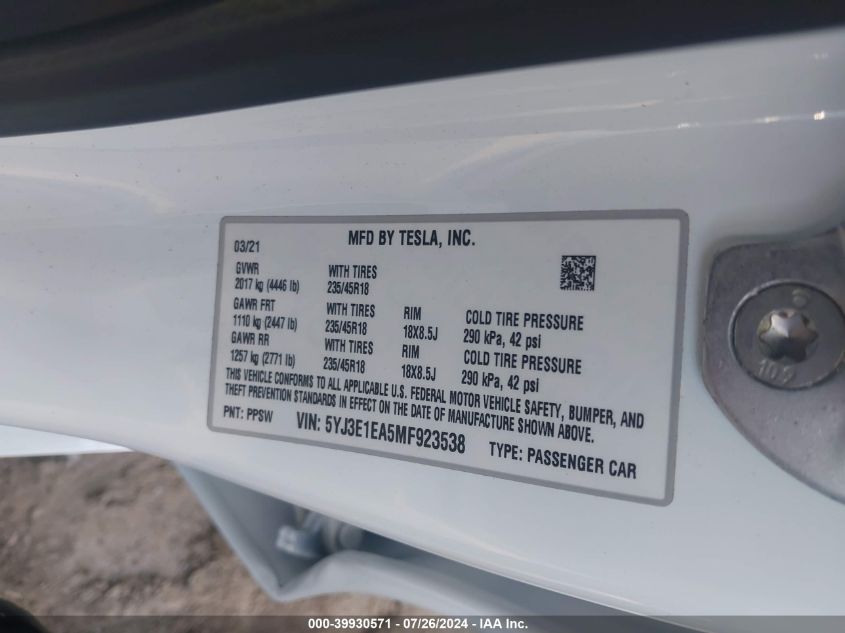 MFD BY TESLA, INC.
03/21
GVWR WITH TIRES
2017 kg (4446 lb) 235/45R18
GAWR FRT WITH TIRES RIM COLD TIRE PRESSURE
1110 kg (2447 lb) 235/45R18 18X8.5J 290 kPa, 42 psi
GAWR RR WITH TIRES RIM COLD TIRE PRESSURE
1257 kg (2771 lb) 235/45R18 18X8.5J 290 kPa, 42 psi
THIS VEHICLE CONFORMS TO ALL APPLICABLE U.S. FEDERAL MOTOR VEHICLE SAFETY, BUMPER, AND
THEFT PREVENTION STANDARDS IN EFFECT ON THE DATE OF MANUFACTURE SHOWN ABOVE.
PNT: PPSW VIN: 5YJ3E1EA5MF923538 TYPE: PASSENGER CAR
000-39930571 - 07/26/2024 - IAA Inc.